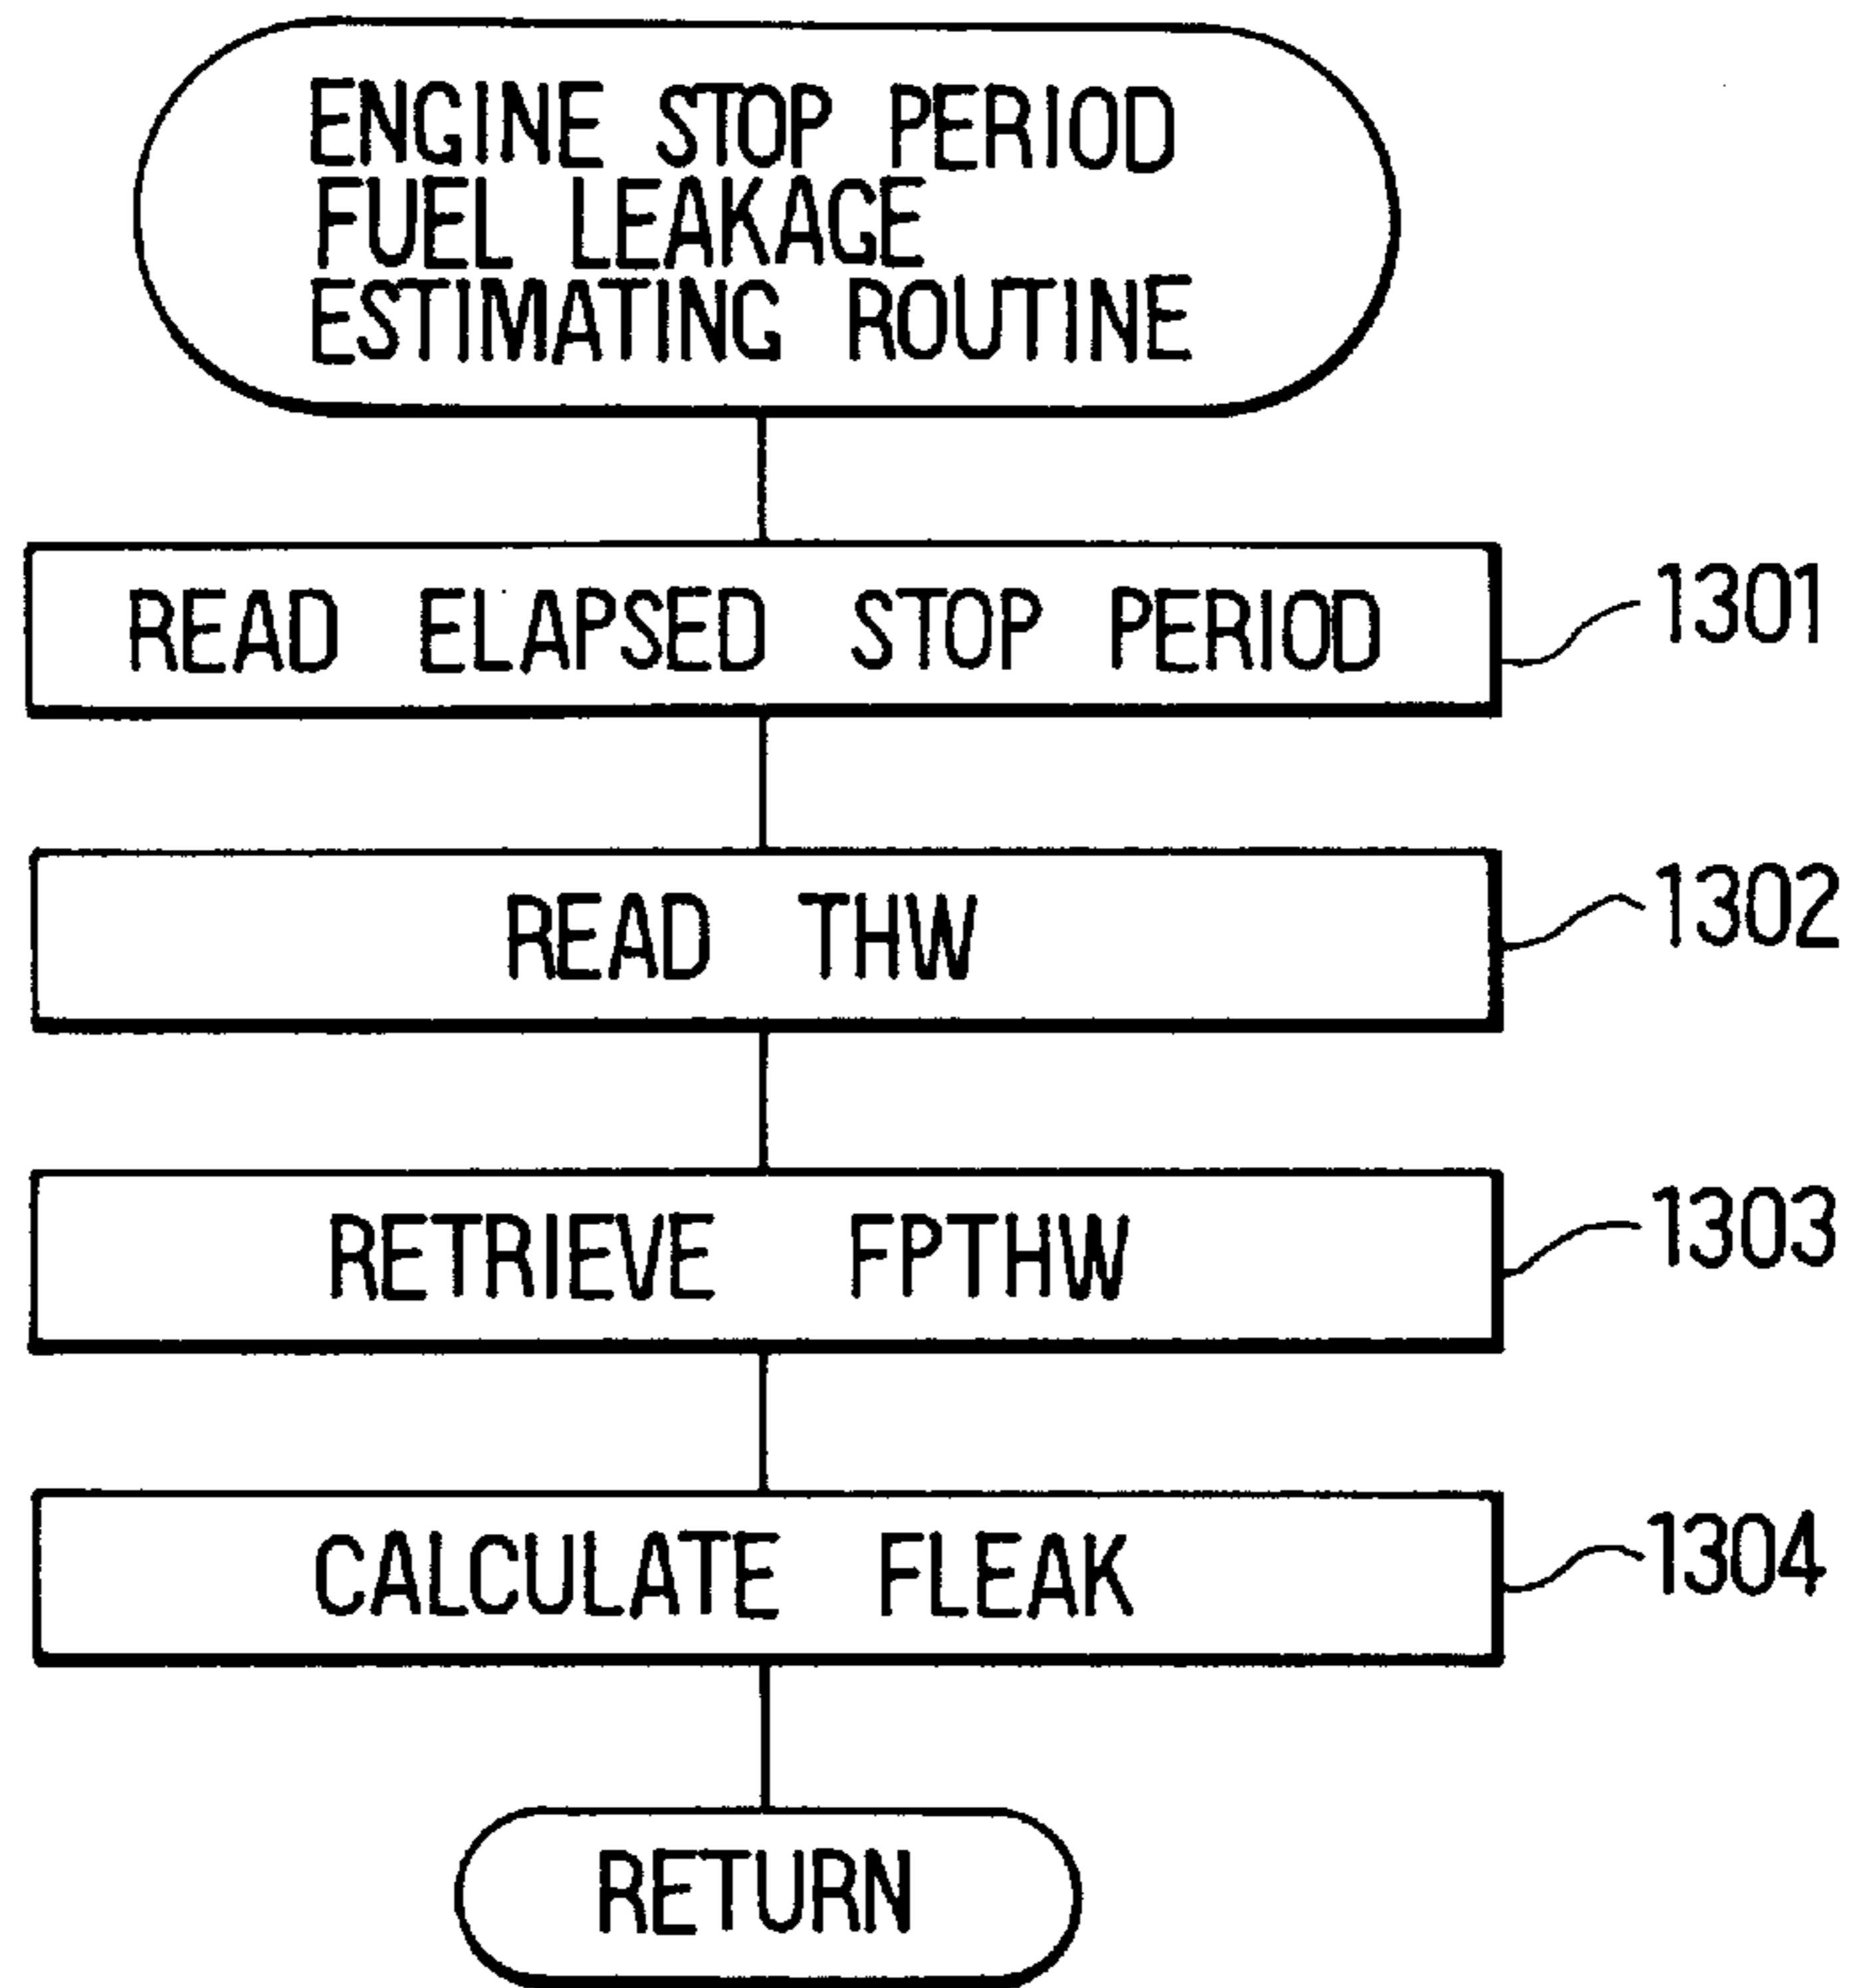 ENGINE STOP PERIOD
FUEL LEAKAGE
ESTIMATING ROUTINE
READ ELAPSED STOP PERIOD
1301
READ THW
1302
RETRIEVE FPTHW
1303
CALCULATE FLEAK
1304
RETURN